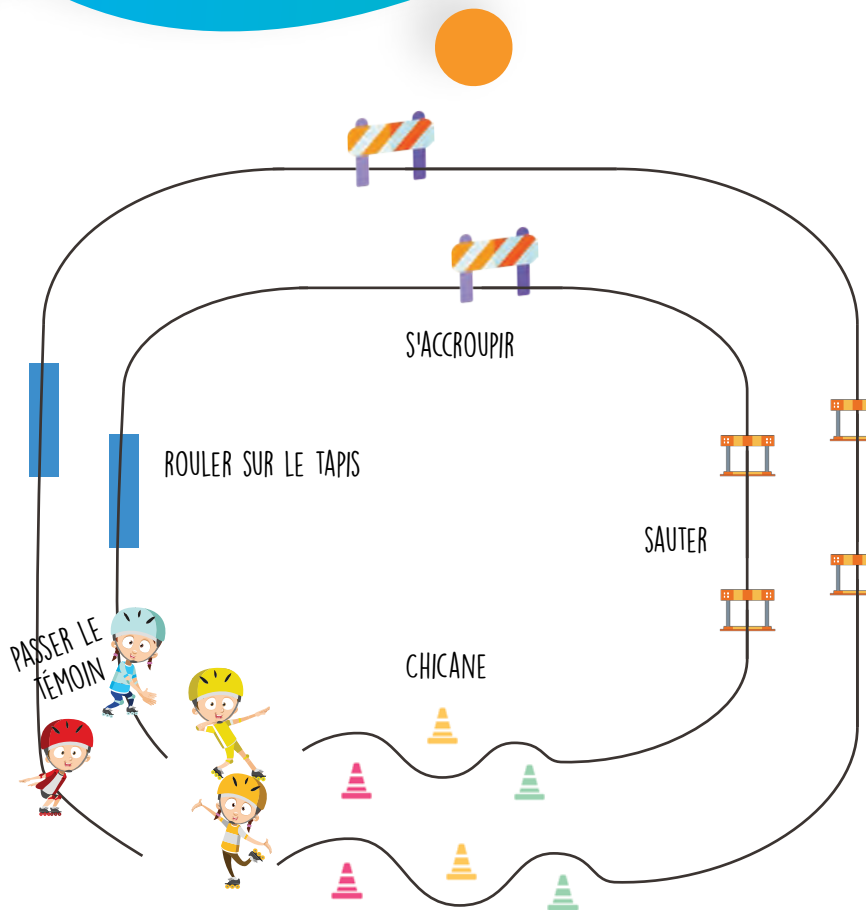 S'ACCROUPIR
ROULER SUR LE TAPIS
SAUTER
PASSER LE
TÉMOIN
CHICANE